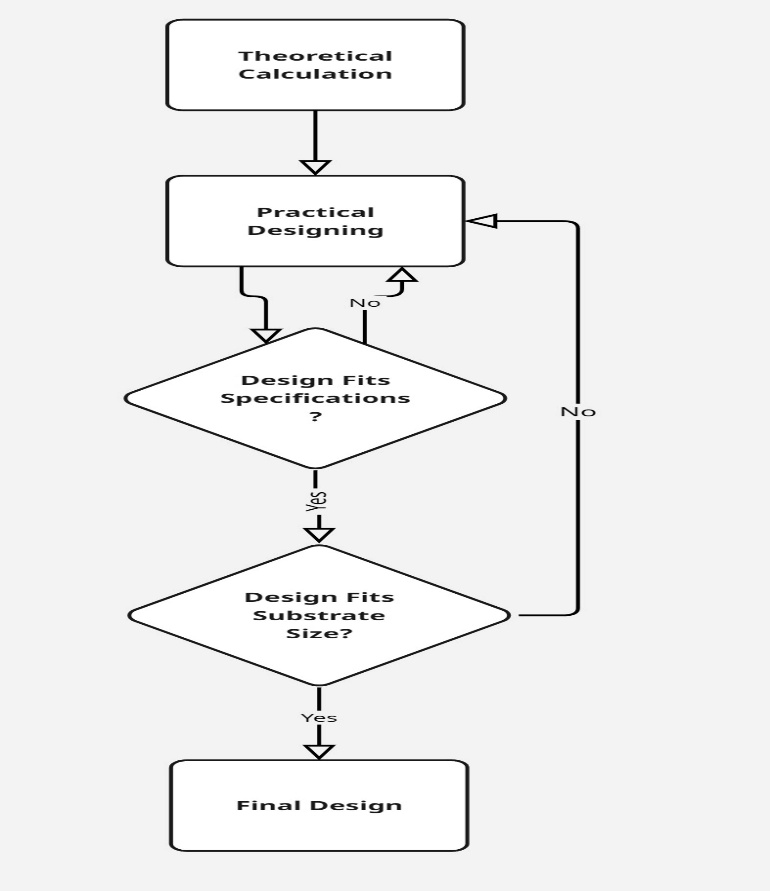 Theoretical
Calculation
Practical
Designing
No
Design Fits
Specifications
?
No
Yes
Design Fits
Substrate
Size?
Yes
Final Design